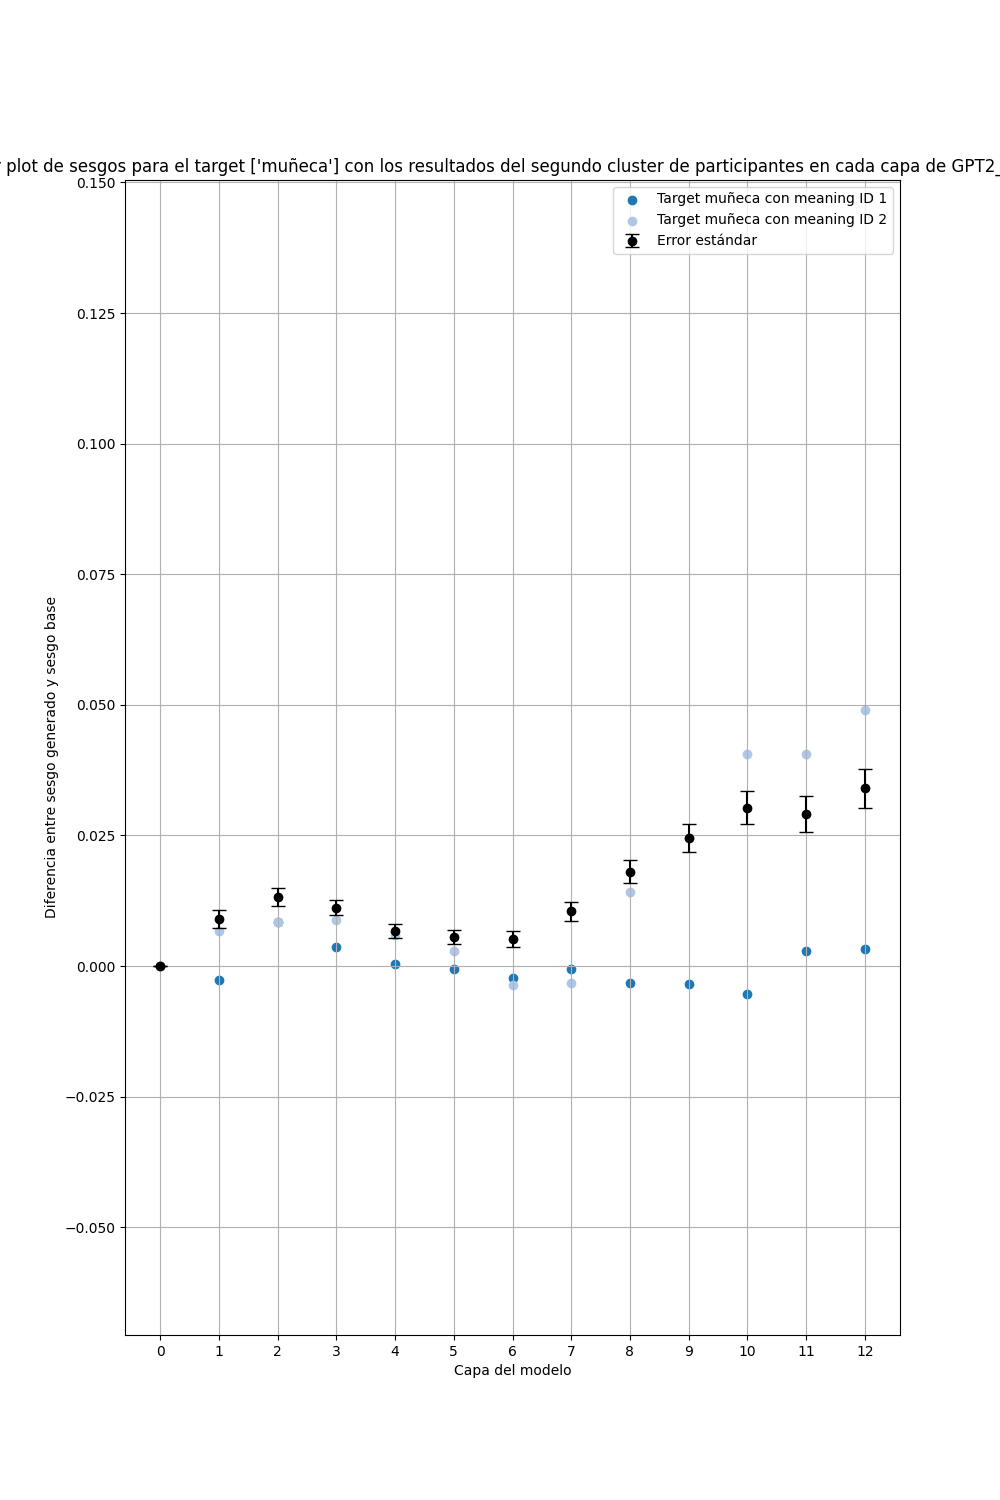 plot de sesgos para el target ['muñeca'] con los resultados del segundo cluster de participantes en cada capa de GPT2_
Target muñeca con meaning ID 1
Target muñeca con meaning ID 2
Error estándar
0.150
0.125
0.100
0.075
0.050
0.025
0.000
−0.025
−0.050
Diferencia entre sesgo generado y sesgo base
0 1 2 3 4 5 6 7 8 9 10 11 12
Capa del modelo